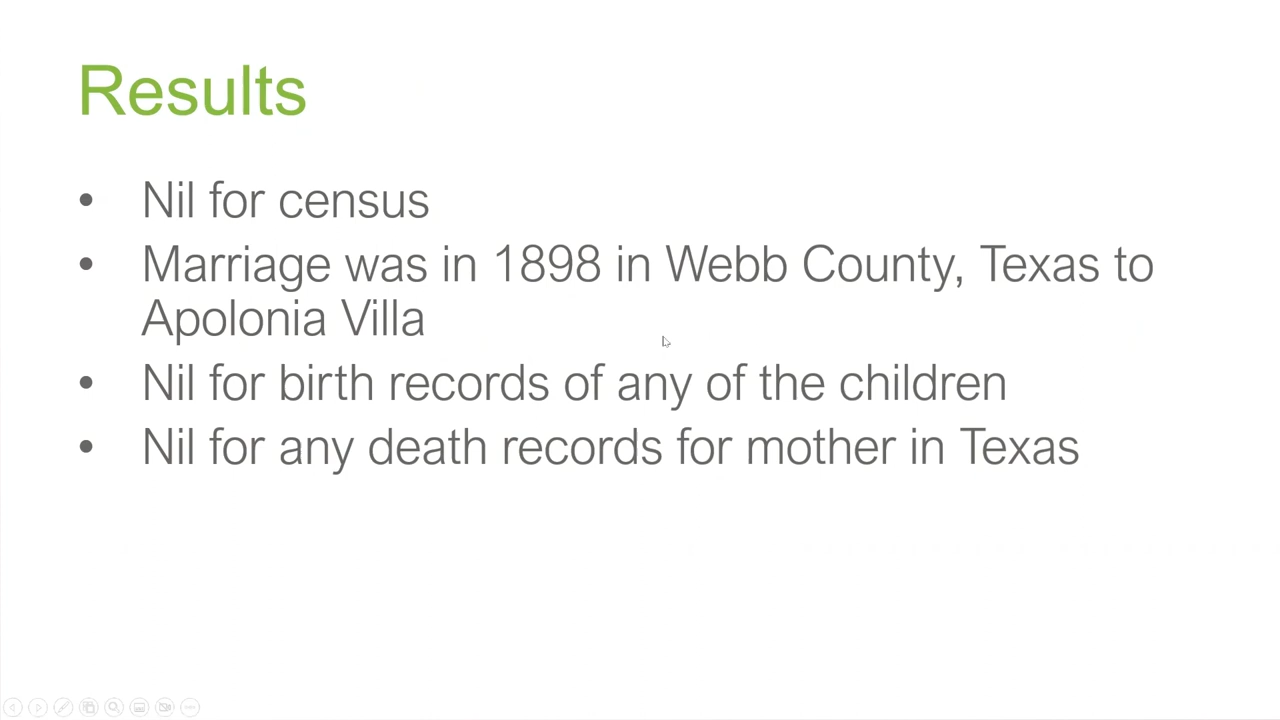 Results
• Nil for census
• Marriage was in 1898 in Webb County, Texas to
Apolonia Villa
• Nil for birth records of any of the children
• Nil for any death records for mother in Texas